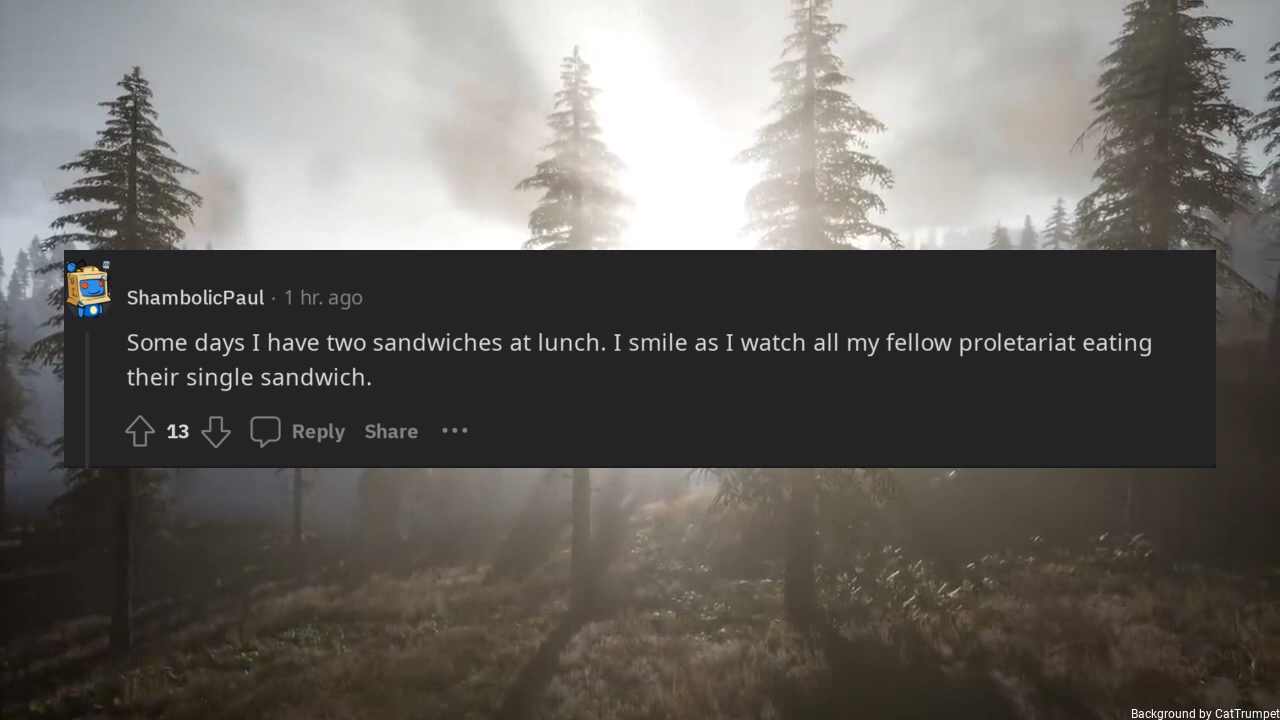 ShambolicPaul · 1 hr. ago
Some days I have two sandwiches at lunch. I smile as I watch all my fellow proletariat eating
their single sandwich.
13 Reply Share ···
Background by CatTrumpet